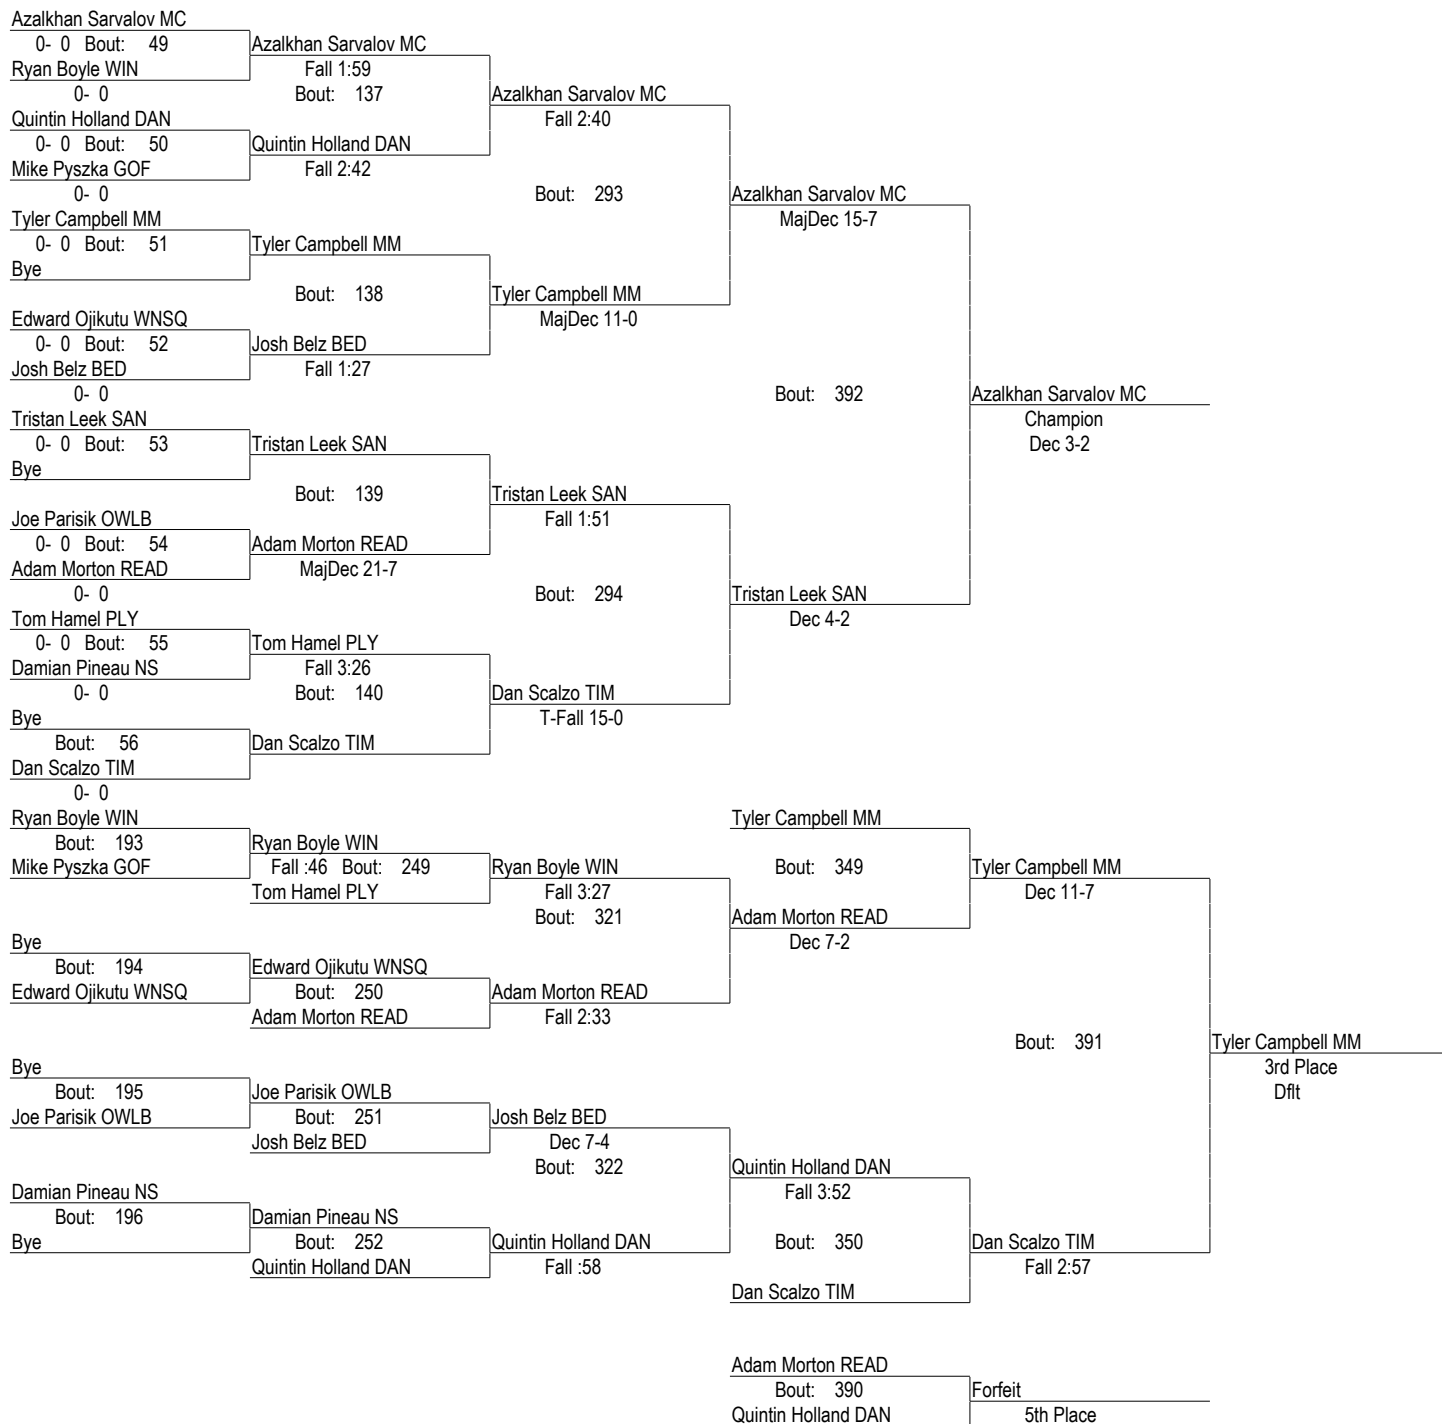 Azalkhan Sarvalov MC
0- 0 Bout: 49 Azalkhan Sarvalov MC
Ryan Boyle WIN Fall 1:59
0- 0 Bout: 137 Azalkhan Sarvalov MC
Quintin Holland DAN Fall 2:40
0- 0 Bout: 50 Quintin Holland DAN
Mike Pyszka GOF Fall 2:42
0- 0 Bout: 293 Azalkhan Sarvalov MC
Tyler Campbell MM MajDec 15-7
0- 0 Bout: 51 Tyler Campbell MM
Bye
Bout: 138 Tyler Campbell MM
Edward Ojikutu WNSQ MajDec 11-0
0- 0 Bout: 52 Josh Belz BED
Josh Belz BED Fall 1:27
0- 0 Bout: 392 Azalkhan Sarvalov MC
Tristan Leek SAN Champion
0- 0 Bout: 53 Tristan Leek SAN Dec 3-2
Bye
Bout: 139 Tristan Leek SAN
Joe Parisik OWLB Fall 1:51
0- 0 Bout: 54 Adam Morton READ
Adam Morton READ MajDec 21-7
0- 0 Bout: 294 Tristan Leek SAN
Tom Hamel PLY Dec 4-2
0- 0 Bout: 55 Tom Hamel PLY
Damian Pineau NS Fall 3:26
0- 0 Bout: 140 Dan Scalzo TIM
Bye T-Fall 15-0
Bout: 56 Dan Scalzo TIM
Dan Scalzo TIM
0- 0
Ryan Boyle WIN Tyler Campbell MM
Bout: 193 Ryan Boyle WIN
Mike Pyszka GOF Fall :46 Bout: 249 Ryan Boyle WIN Bout: 349 Tyler Campbell MM
Tom Hamel PLY Fall 3:27 Dec 11-7
Bout: 321 Adam Morton READ
Bye Dec 7-2
Bout: 194 Edward Ojikutu WNSQ
Edward Ojikutu WNSQ Bout: 250 Adam Morton READ
Adam Morton READ Fall 2:33
Bout: 391 Tyler Campbell MM
Bye 3rd Place
Bout: 195 Joe Parisik OWLB Dflt
Joe Parisik OWLB Bout: 251 Josh Belz BED
Josh Belz BED Dec 7-4
Bout: 322 Quintin Holland DAN
Damian Pineau NS Fall 3:52
Bout: 196 Damian Pineau NS
Bye Bout: 252 Quintin Holland DAN Bout: 350 Dan Scalzo TIM
Quintin Holland DAN Fall :58 Fall 2:57
Dan Scalzo TIM
Adam Morton READ
Bout: 390 Forfeit
Quintin Holland DAN 5th Place